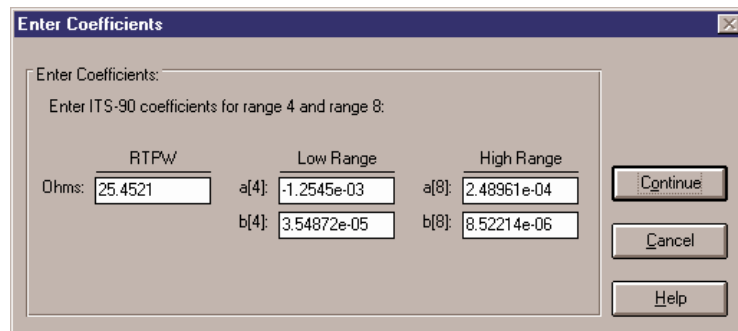 Enter Coefficients
Enter Coefficients:
Enter ITS-90 coefficients for range 4 and range 8:
RTPW Low Range High Range
Ohms: 25.4521 a[4]: -1.2545e-03 a[8]: 2.48961e-04
b[4]: 3.54872e-05 b[8]: 8.52214e-06
Continue
Cancel
Help